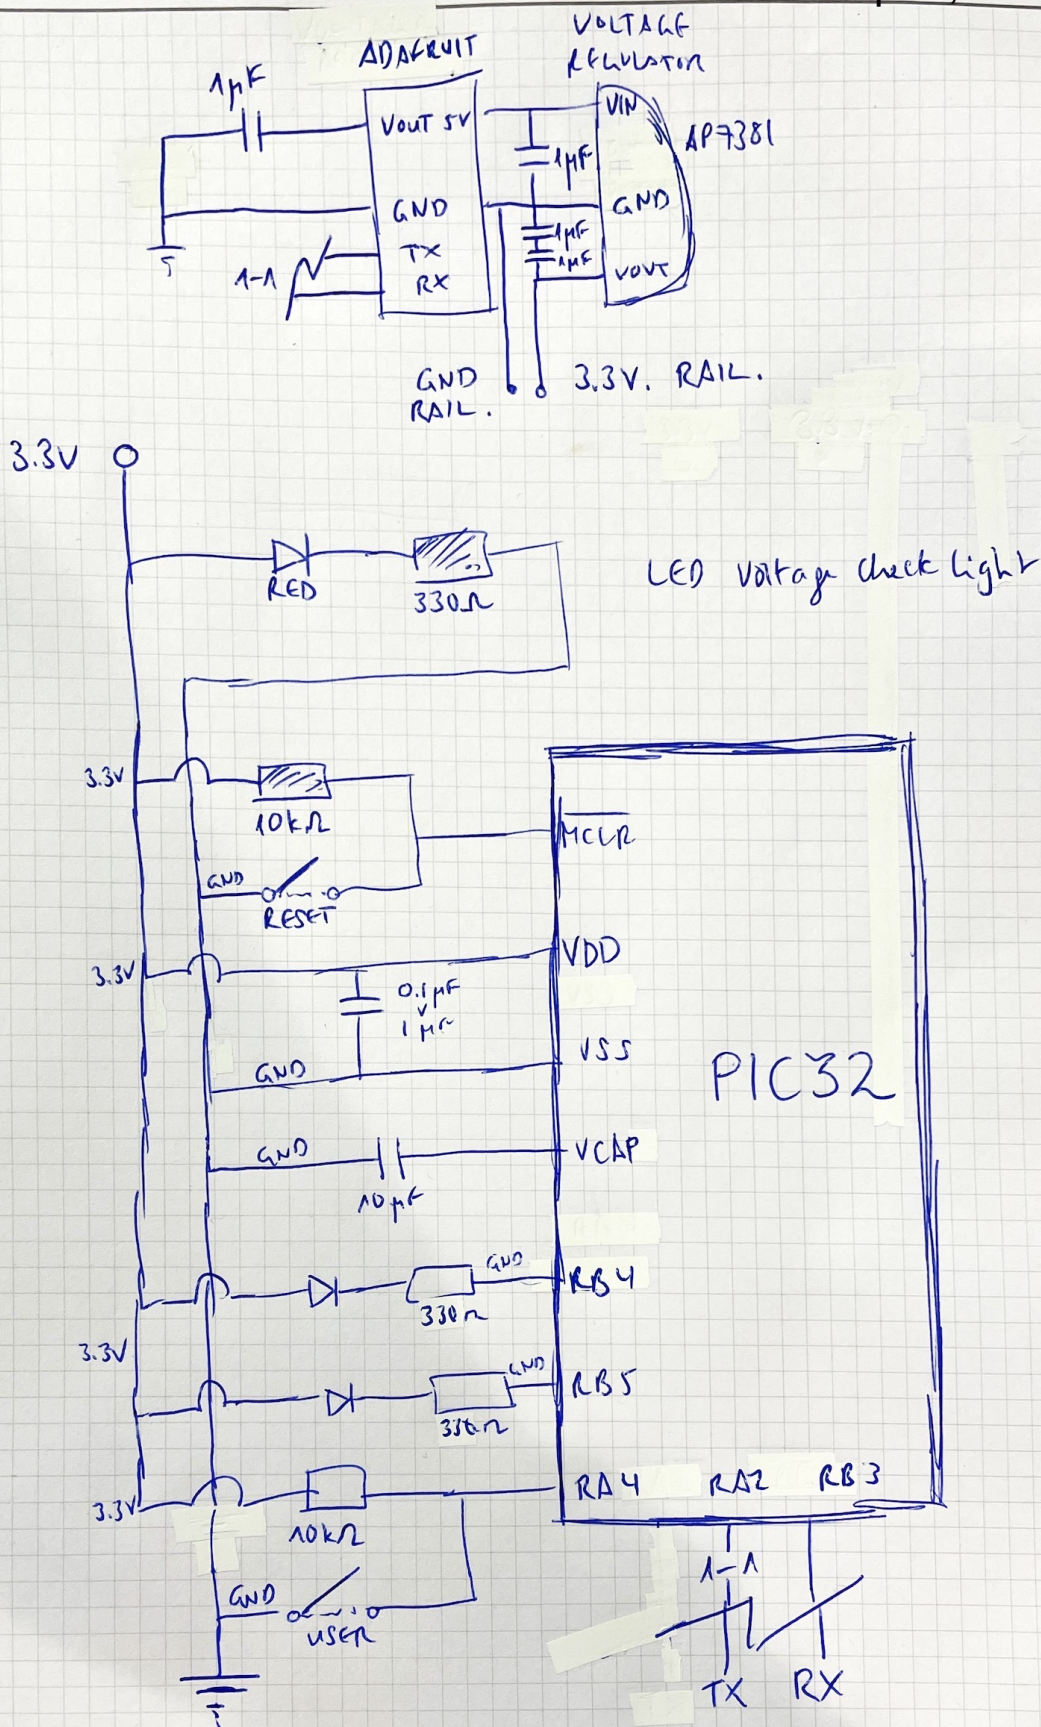 ADAFRUIT
VOLTAGE
REGULATOR
1µF
VOUT 5V
VIN
AP7381
1µF
GND
GND
1µF
1µF
TX
1-1
RX
VOUT
GND
RAIL.
3.3V. RAIL.
3.3V
RED
330Ω
LED Voltage Check Light
3.3V
10kΩ
MCLR
GND
RESET
3.3V
VDD
0.1µF
v
1µF
GND
VSS
PIC32
GND
VCAP
10µF
GND
RB4
330Ω
3.3V
GND
RB5
330Ω
3.3V
RA4 RA2 RB3
10kΩ
1-1
GND
USER
TX RX